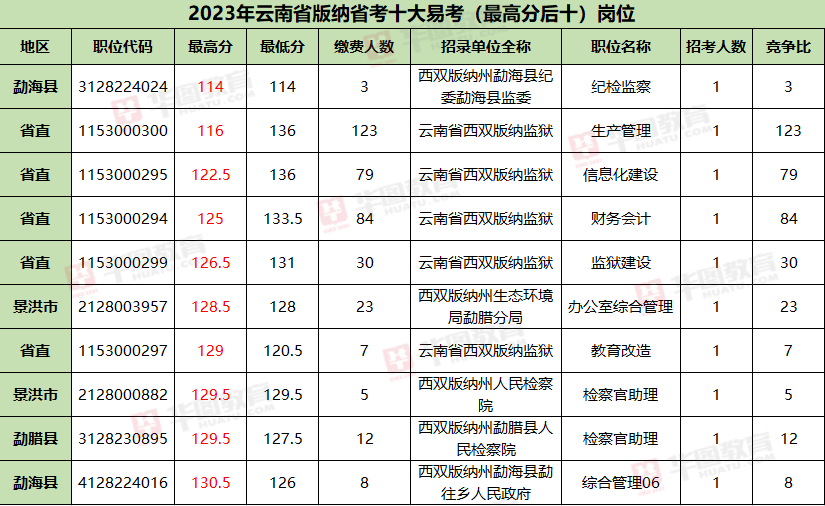 2023年云南省版纳省考十大易考（最高分后十）岗位
地区 职位代码 最高分 最低分 缴费人数 招录单位全称 职位名称 招考人数 竞争比
勐海县 3128224024 114 114 3 西双版纳州勐海县纪委勐海县监委 纪检监察 1 3
省直 1153000300 116 136 123 云南省西双版纳监狱 生产管理 1 123
省直 1153000295 122.5 136 79 云南省西双版纳监狱 信息化建设 1 79
省直 1153000294 125 133.5 84 云南省西双版纳监狱 财务会计 1 84
省直 1153000299 126.5 131 30 云南省西双版纳监狱 监狱建设 1 30
景洪市 2128003957 128.5 128 23 西双版纳州生态环境局勐腊分局 办公室综合管理 1 23
省直 1153000297 129 120.5 7 云南省西双版纳监狱 教育改造 1 7
景洪市 2128000882 129.5 129.5 5 西双版纳州人民检察院 检察官助理 1 5
勐腊县 3128230895 129.5 127.5 12 西双版纳州勐腊县人民检察院 检察官助理 1 12
勐海县 4128224016 130.5 126 8 西双版纳州勐海县勐往乡人民政府 综合管理06 1 8
华图教育
HUATU.COM